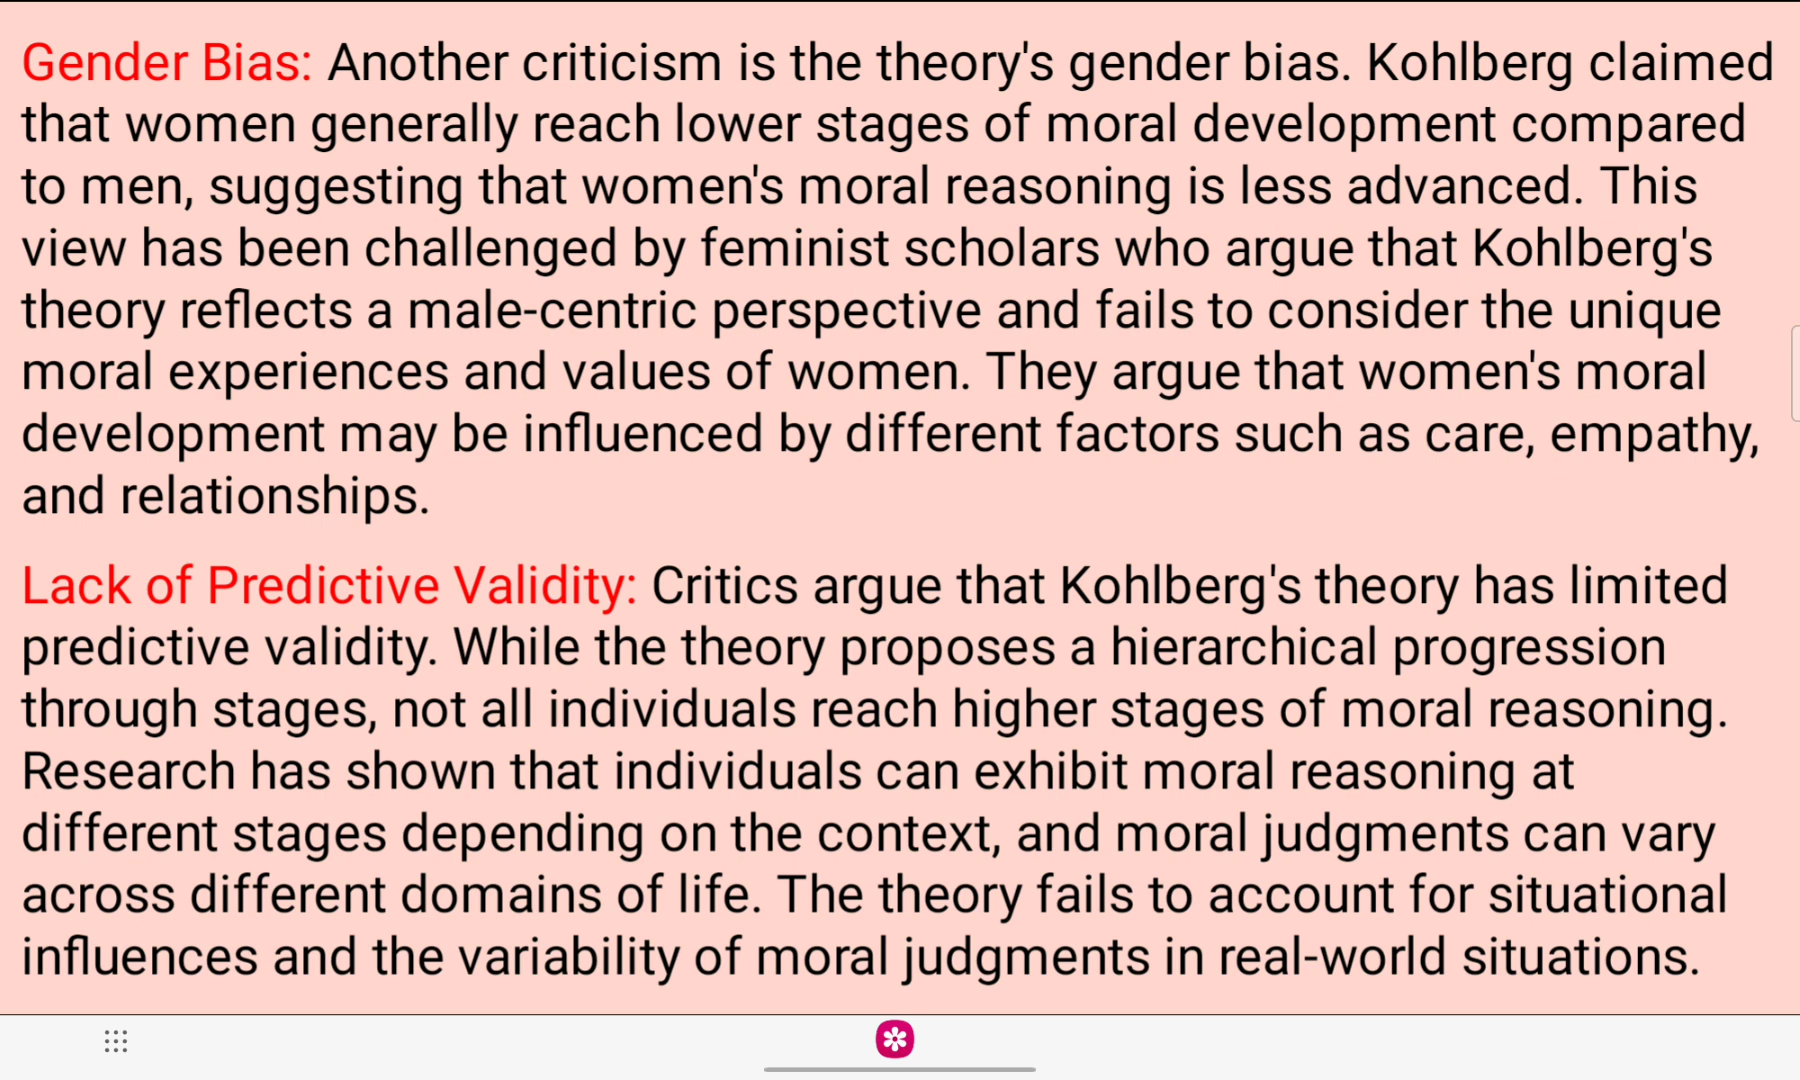 Gender Bias: Another criticism is the theory's gender bias. Kohlberg claimed
that women generally reach lower stages of moral development compared
to men, suggesting that women's moral reasoning is less advanced. This
view has been challenged by feminist scholars who argue that Kohlberg's
theory reflects a male-centric perspective and fails to consider the unique
moral experiences and values of women. They argue that women's moral
development may be influenced by different factors such as care, empathy,
and relationships.
Lack of Predictive Validity: Critics argue that Kohlberg's theory has limited
predictive validity. While the theory proposes a hierarchical progression
through stages, not all individuals reach higher stages of moral reasoning.
Research has shown that individuals can exhibit moral reasoning at
different stages depending on the context, and moral judgments can vary
across different domains of life. The theory fails to account for situational
influences and the variability of moral judgments in real-world situations.